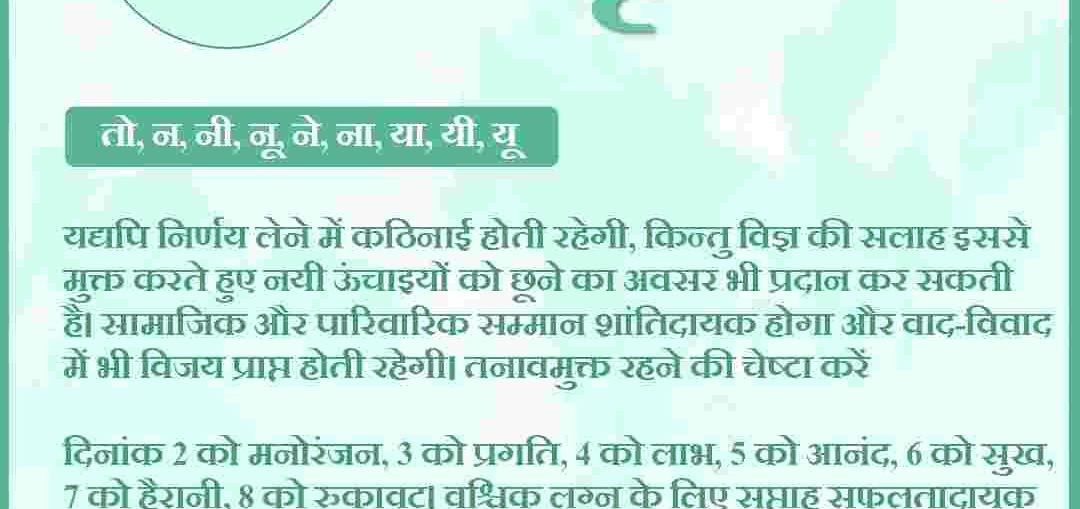 तो, न, नी, नू, ने, ना, या, यी, यू
यद्यपि निर्णय लेने में कठिनाई होती रहेगी, किन्तु विज्ञ की सलाह इससे
मुक्त करते हुए नयी ऊंचाइयों को छूने का अवसर भी प्रदान कर सकती
है। सामाजिक और पारिवारिक सम्मान शांतिदायक होगा और वाद-विवाद
में भी विजय प्राप्त होती रहेगी। तनावमुक्त रहने की चेष्टा करें
दिनांक 2 को मनोरंजन, 3 को प्रगति, 4 को लाभ, 5 को आनंद, 6 को सुख,
7 को हैरानी, 8 को रुकावट। वृश्चिक लग्न के लिए सप्ताह सफलतादायक